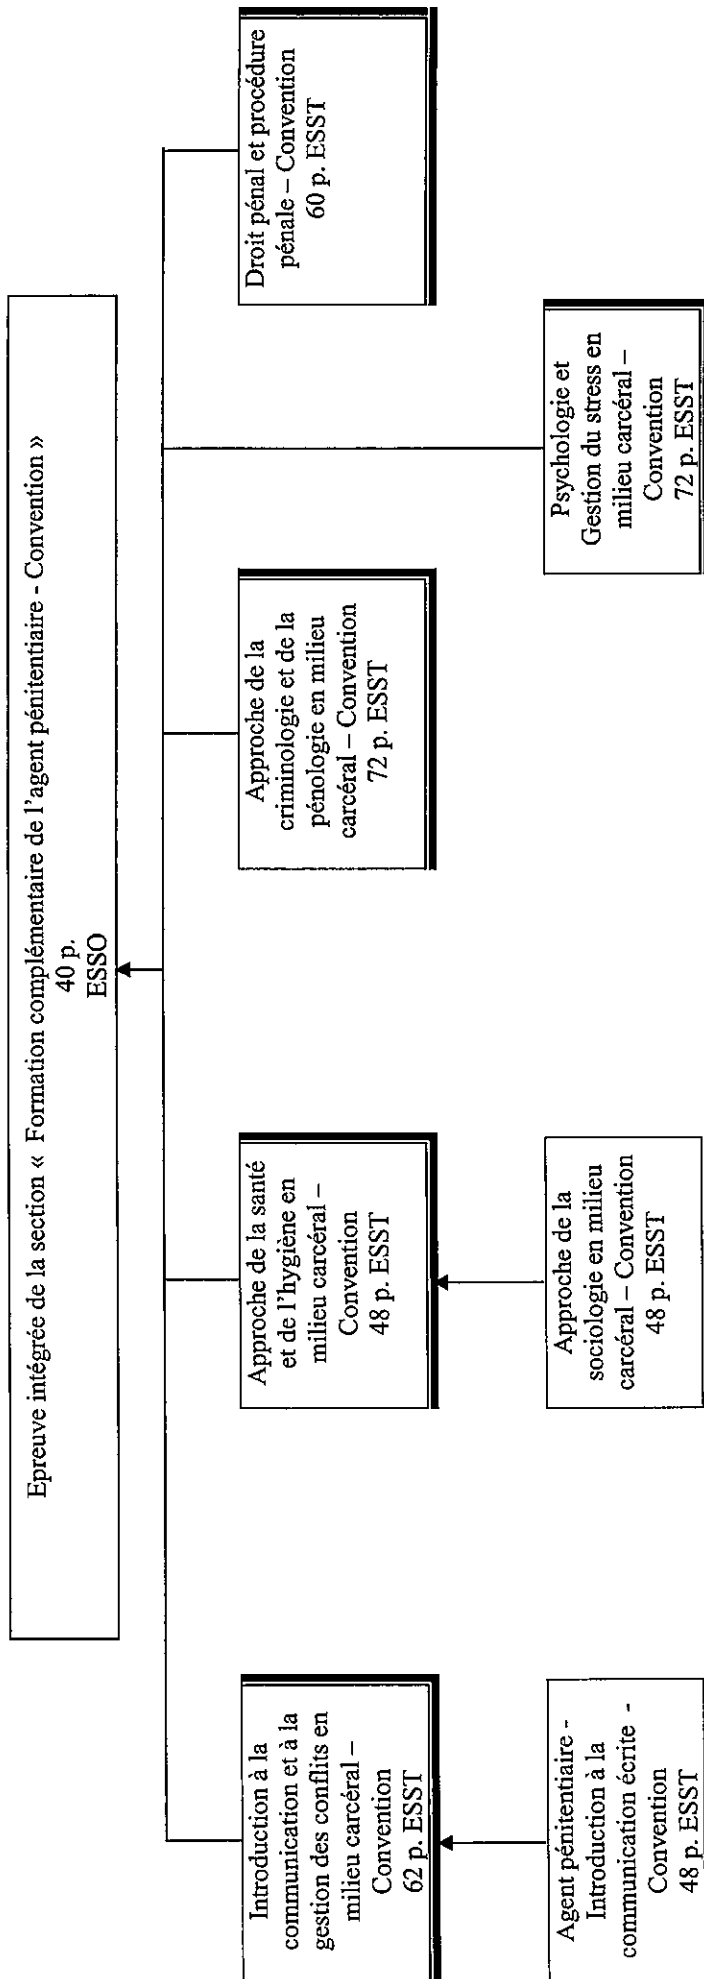 Epreuve intégrée de la section « Formation complémentaire de l'agent pénitentiaire - Convention »
40 p.
ESSO
Introduction à la
communication et à la
gestion des conflits en
milieu carcéral –
Convention
62 p. ESST
Approche de la santé
et de l'hygiène en
milieu carcéral –
Convention
48 p. ESST
Approche de la
criminologie et de la
pénologie en milieu
carcéral – Convention
72 p. ESST
Droit pénal et procédure
pénale – Convention
60 p. ESST
Agent pénitentiaire -
Introduction à la
communication écrite -
Convention
48 p. ESST
Approche de la
sociologie en milieu
carcéral – Convention
48 p. ESST
Psychologie et
Gestion du stress en
milieu carcéral –
Convention
72 p. ESST